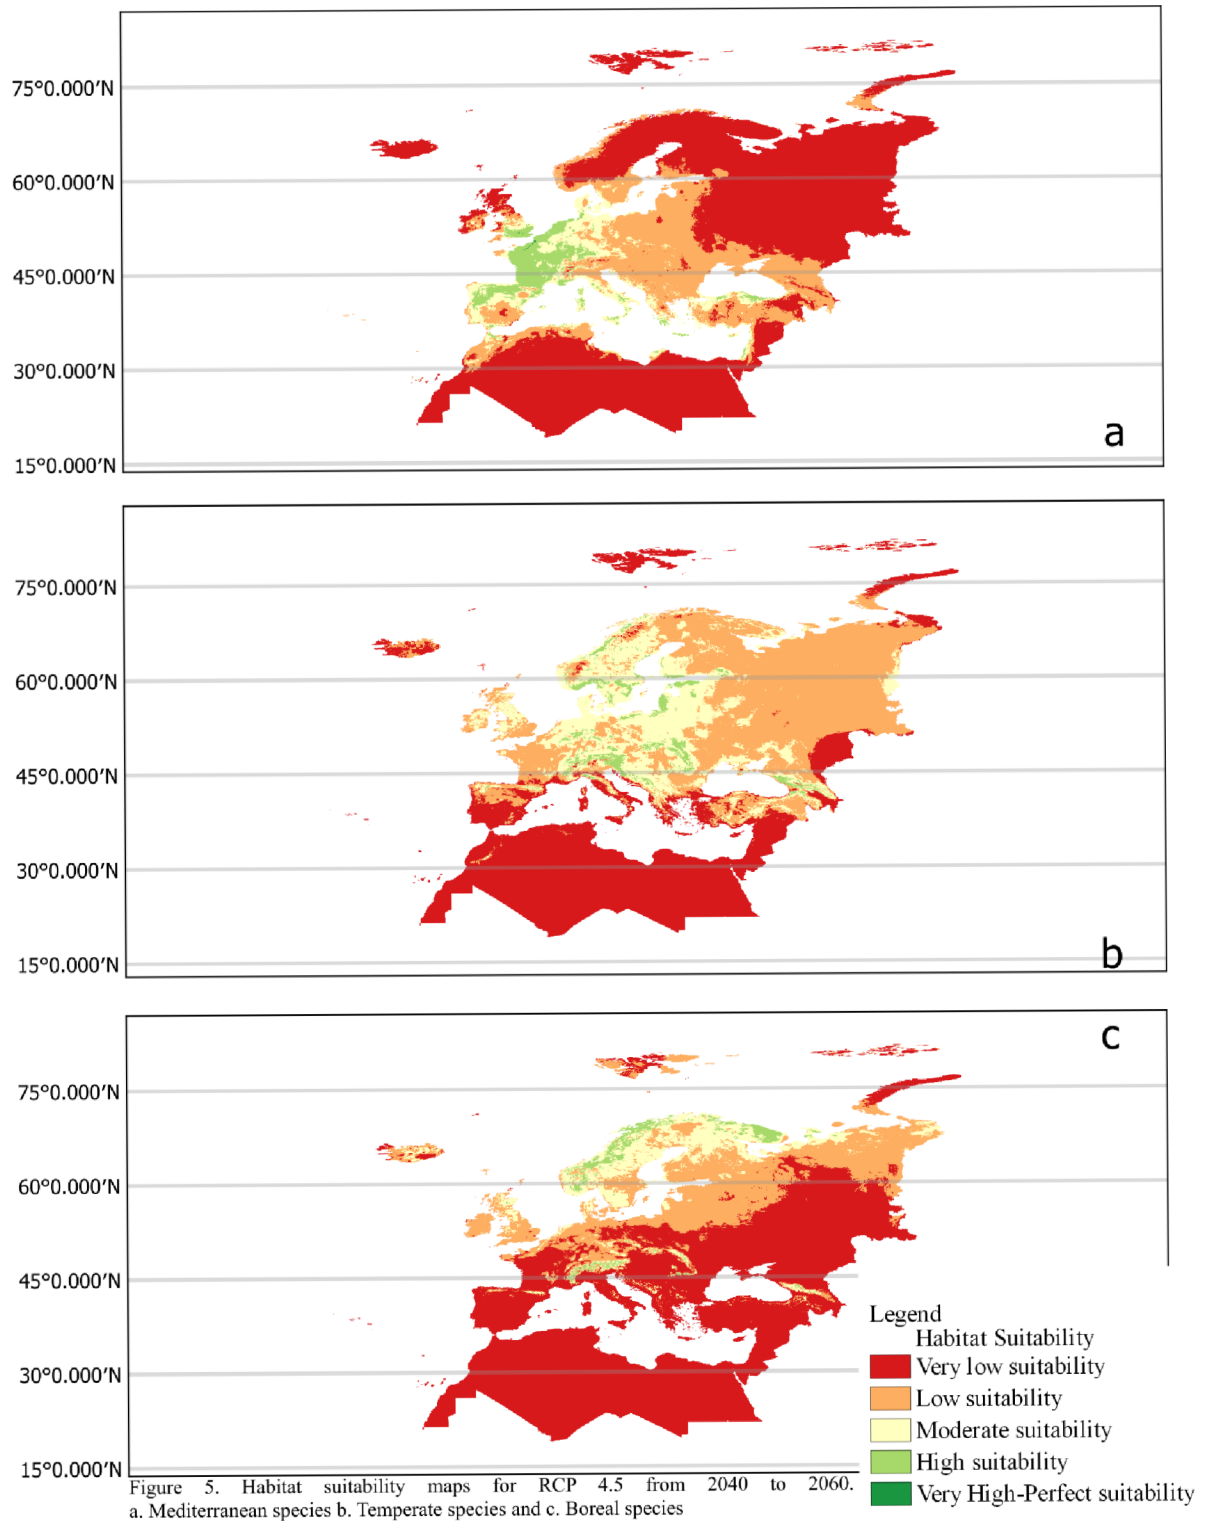 75°0.000′N
60°0.000′N
45°0.000′N
30°0.000′N
15°0.000′N
a
75°0.000′N
60°0.000′N
45°0.000′N
30°0.000′N
15°0.000′N
b
c
75°0.000′N
60°0.000′N
45°0.000′N
30°0.000′N
15°0.000′N
Legend
Habitat Suitability
Very low suitability
Low suitability
Moderate suitability
High suitability
Very High-Perfect suitability
Figure 5. Habitat suitability maps for RCP 4.5 from 2040 to 2060.
a. Mediterranean species b. Temperate species and c. Boreal species